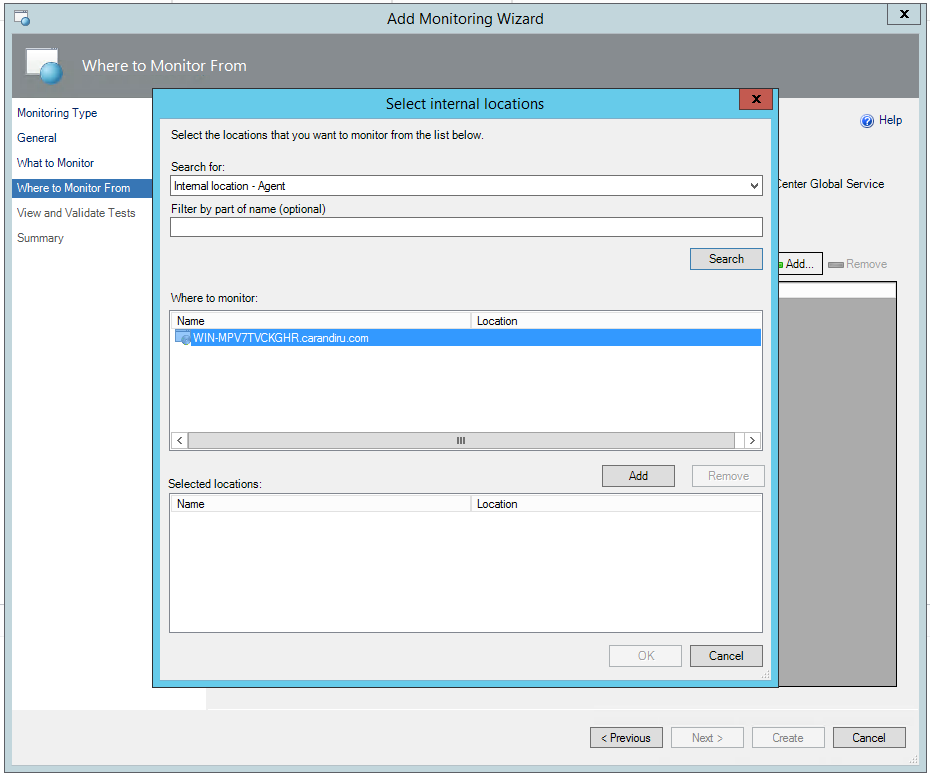 Add Monitoring Wizard
X
Where to Monitor From
Monitoring Type
General
What to Monitor
Where to Monitor From
View and Validate Tests
Summary
Help
Center Global Service
Add...
Remove
Select internal locations
X
Select the locations that you want to monitor from the list below.
Search for:
Internal location - Agent
Filter by part of name (optional)
Search
Where to monitor:
Name Location
WIN-MPV7TVCKGHR.carandiru.com
Add Remove
Selected locations:
Name Location
OK Cancel
< Previous Next > Create Cancel